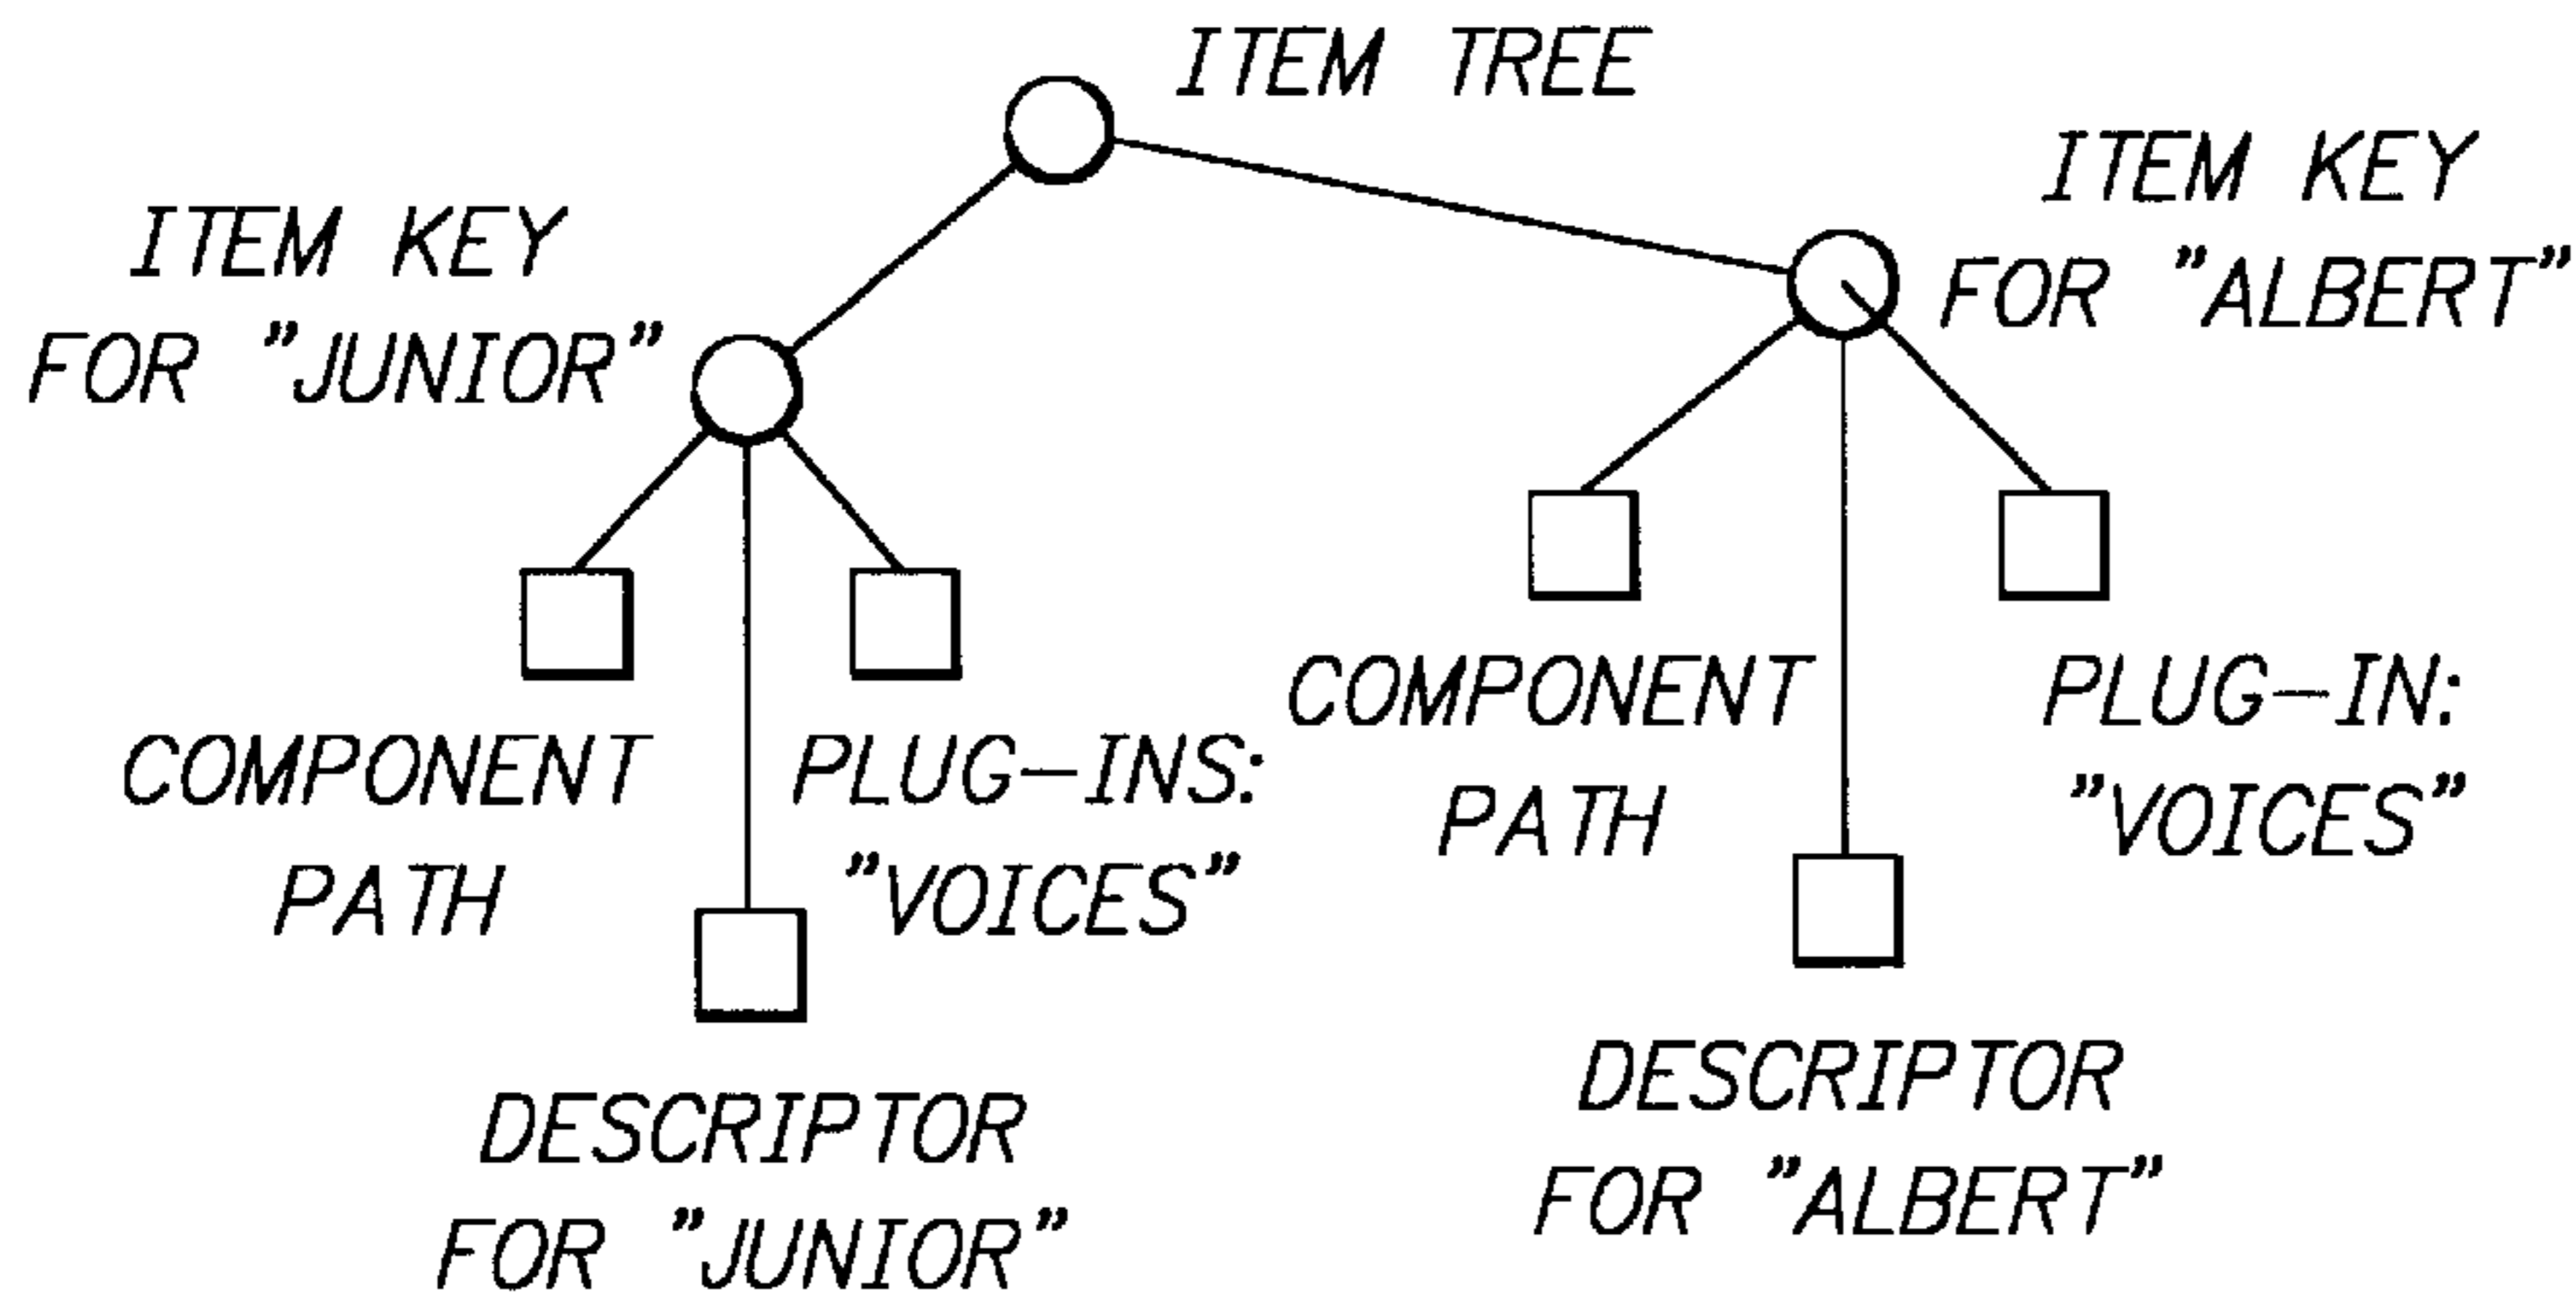 ITEM TREE
ITEM KEY
FOR "JUNIOR"
ITEM KEY
FOR "ALBERT"
COMPONENT
PATH
PLUG-INS:
"VOICES"
DESCRIPTOR
FOR "JUNIOR"
COMPONENT
PATH
PLUG-IN:
"VOICES"
DESCRIPTOR
FOR "ALBERT"